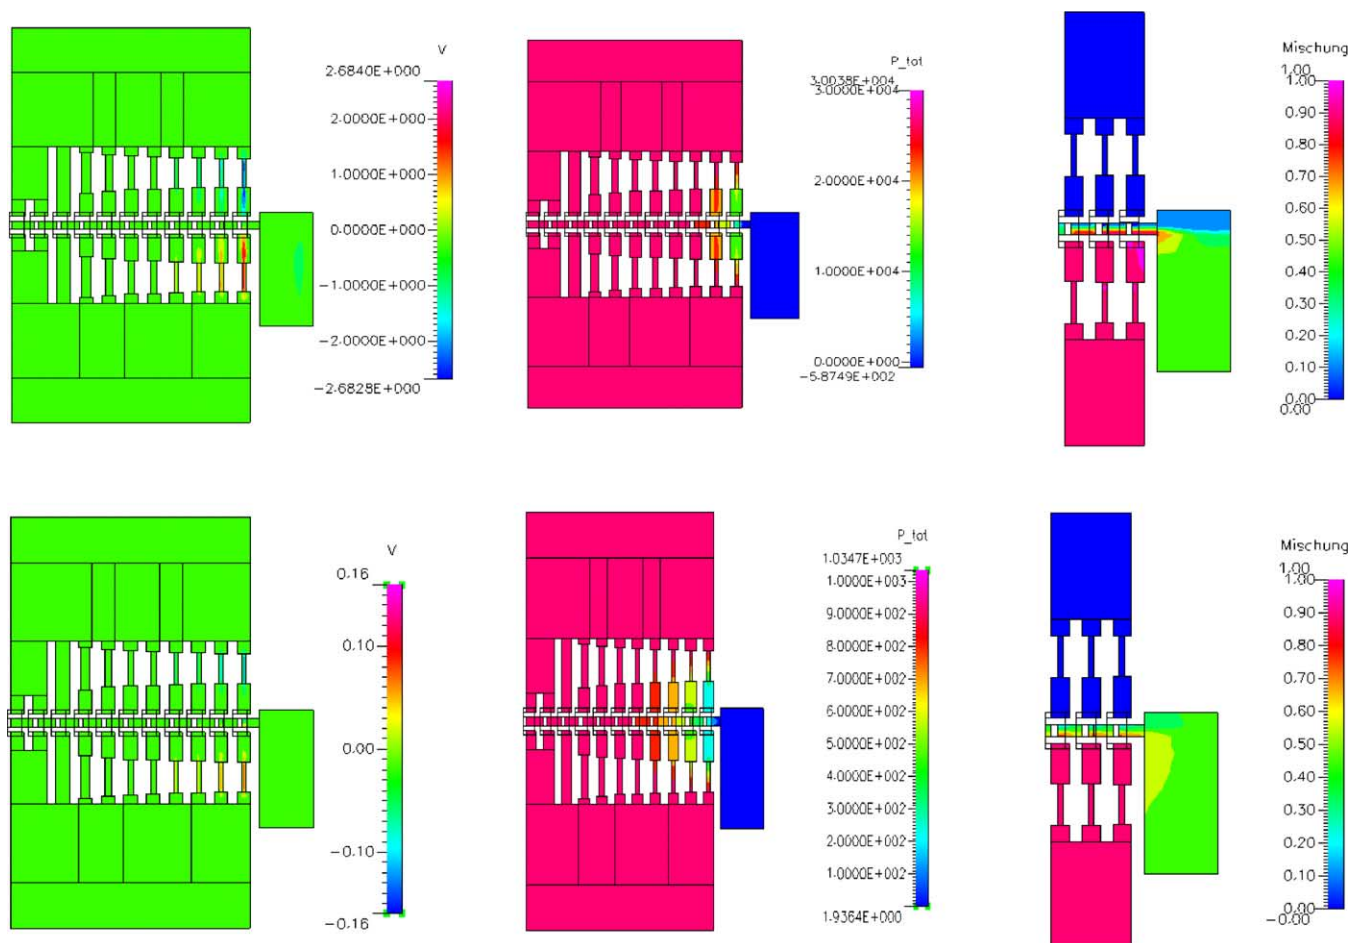 V
2.6840E+000
2.0000E+000
1.0000E+000
0.0000E+000
-1.0000E+000
-2.0000E+000
-2.6828E+000
P_tot
3.0038E+004
3.0000E+004
2.0000E+004
1.0000E+004
0.0000E+000
-5.8749E+002
Mischung
1.00
1.00
0.90
0.80
0.70
0.60
0.50
0.40
0.30
0.20
0.10
0.00
0.00
V
0.16
0.10
0.00
-0.10
-0.16
P_tot
1.0347E+003
1.0000E+003
9.0000E+002
8.0000E+002
7.0000E+002
6.0000E+002
5.0000E+002
4.0000E+002
3.0000E+002
2.0000E+002
1.0000E+002
1.9364E+000
Mischung
1.00
1.00
0.90
0.80
0.70
0.60
0.50
0.40
0.30
0.20
0.10
0.00
-0.00